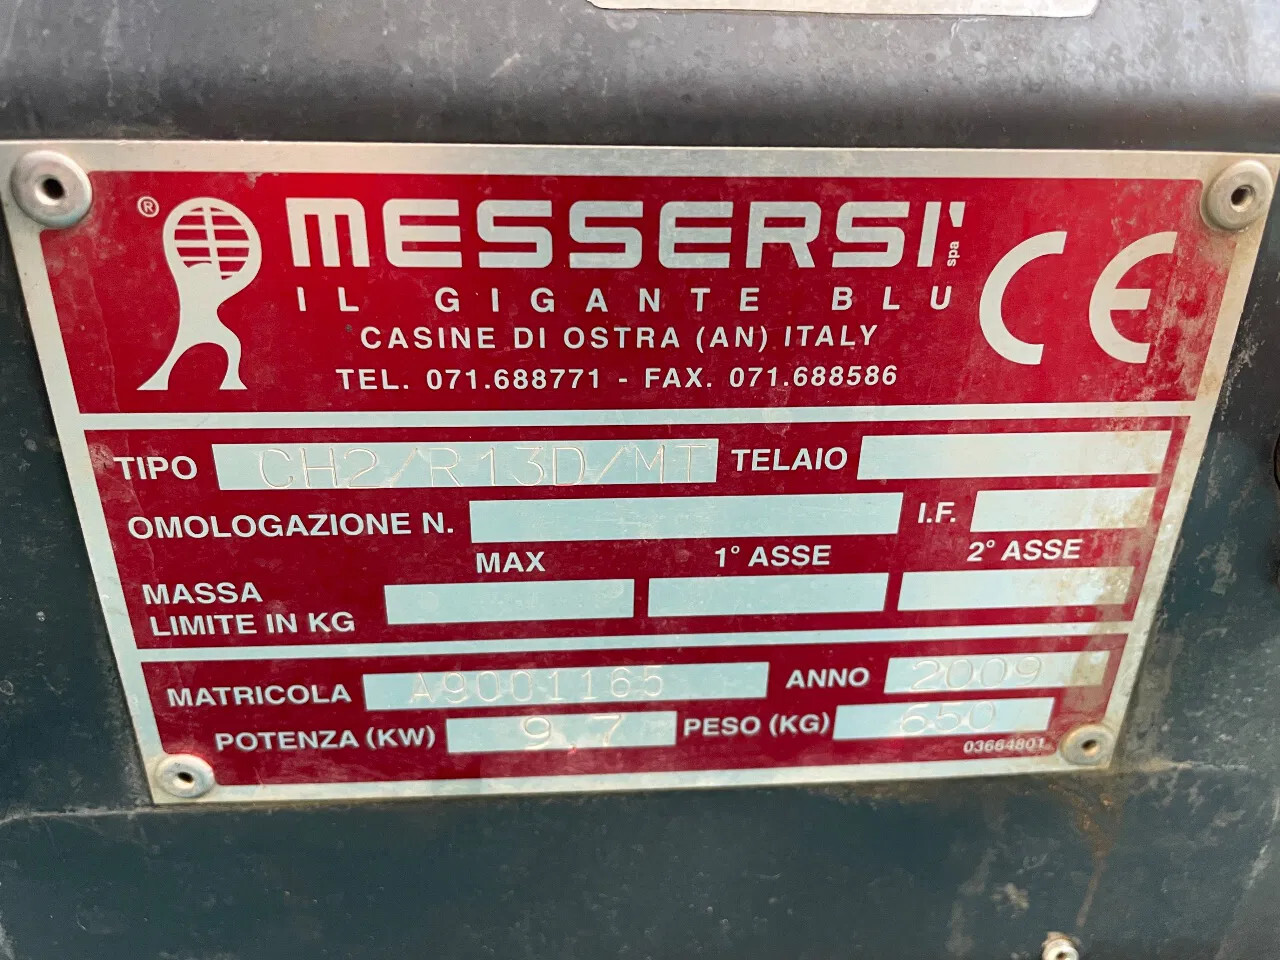 ® MESSERSI' spa CE
IL GIGANTE BLU
CASINE DI OSTRA (AN) ITALY
TEL. 071.688771 - FAX. 071.688586
TIPO CH2/R13D/MT TELAIO
OMOLOGAZIONE N. I.F.
MAX 1° ASSE 2° ASSE
MASSA
LIMITE IN KG
MATRICOLA A9001165 ANNO 2009
POTENZA (KW) 9,7 PESO (KG) 650
03664801